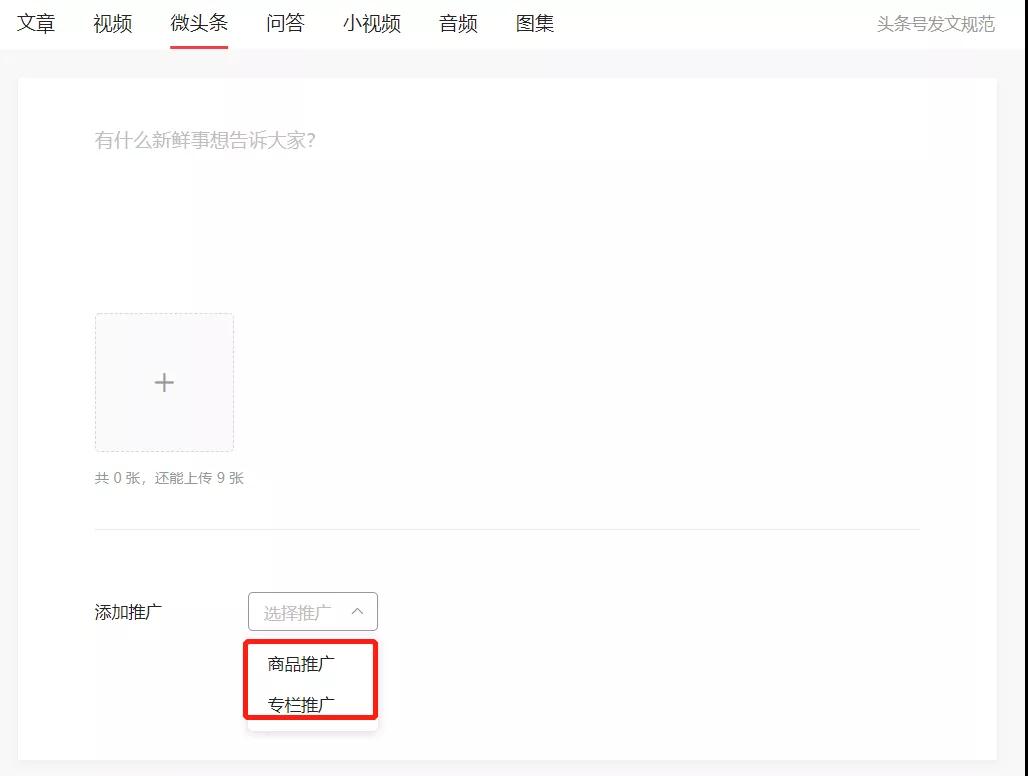 文章 视频 微头条 问答 小视频 音频 图集 头条号发文规范
有什么新鲜事想告诉大家?
共 0 张，还能上传 9 张
添加推广 选择推广
商品推广
专栏推广